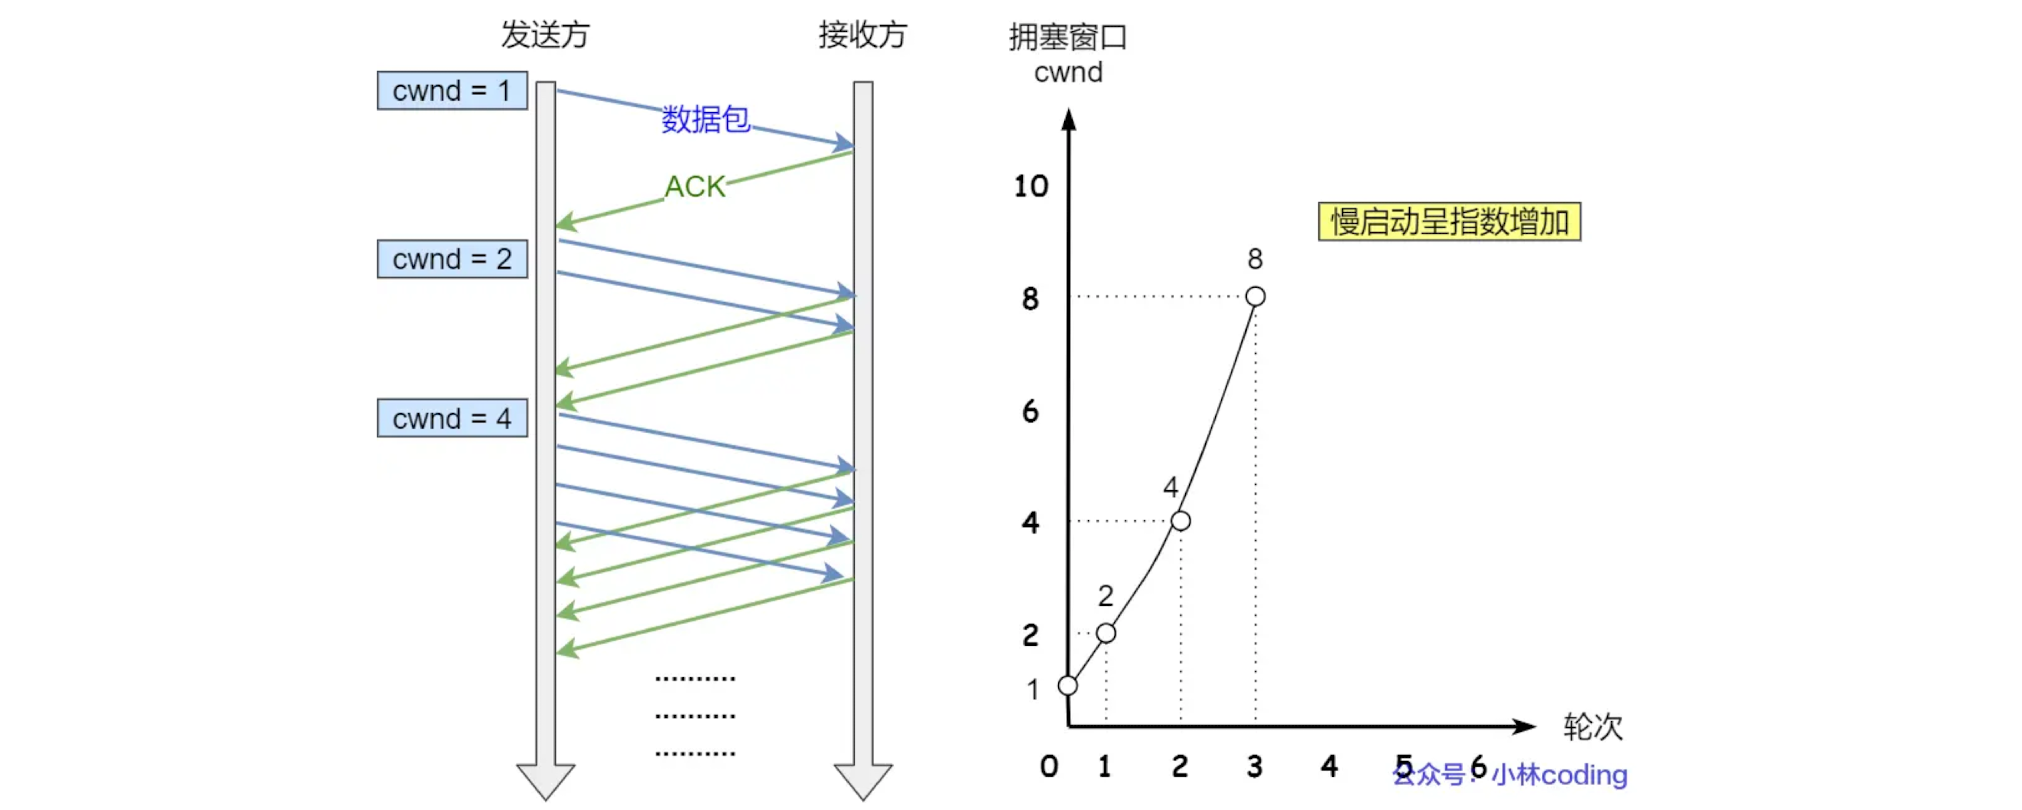 发送方
接收方
cwnd = 1
数据包
ACK
cwnd = 2
cwnd = 4
..........
..........
..........
拥塞窗口
cwnd
10
8
6
4
2
1
慢启动呈指数增加
8
4
2
轮次
0 1 2 3 4 5 6
公众号：小林coding